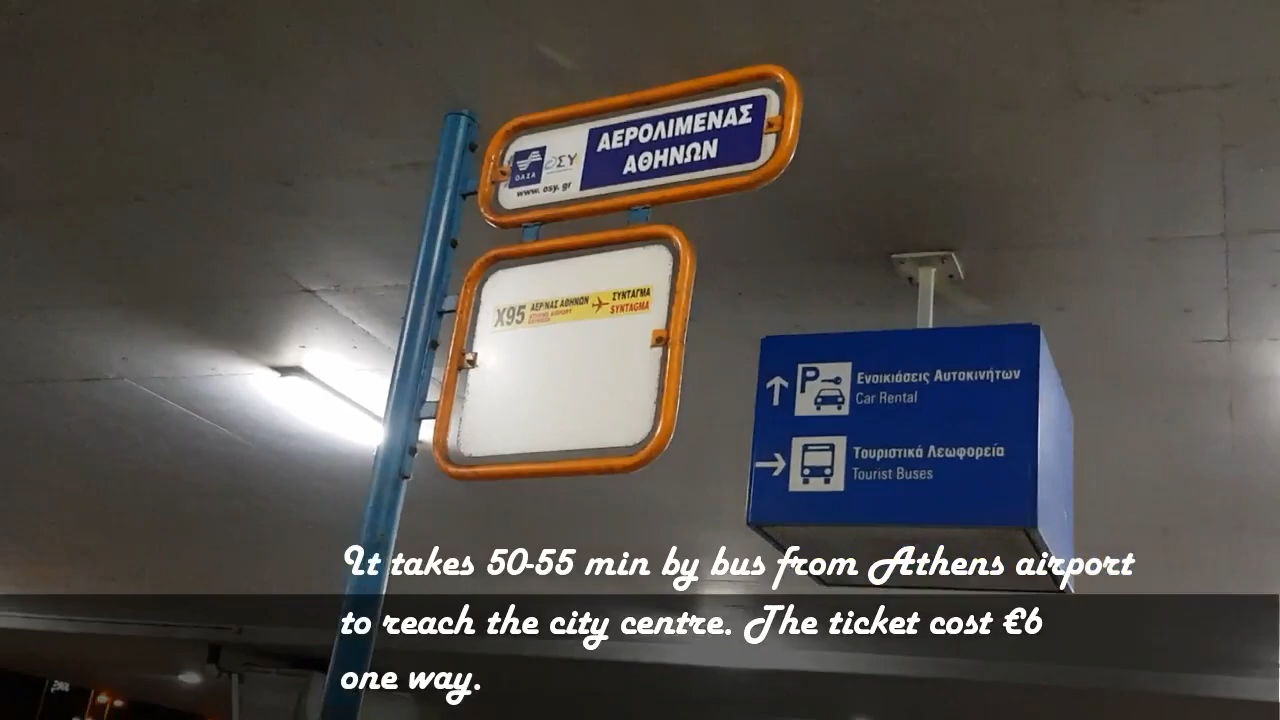 ΑΕΡΟΛΙΜΕΝΑΣ
ΑΘΗΝΩΝ
ΟΑΣΑ
ΟΣΥ
www.osy.gr
X95 ΑΕΡ/ΝΑΣ ΑΘΗΝΩΝ ΣΥΝΤΑΓΜΑ
ATHENS AIRPORT SYNTAGMA
EXPRESS
P
Ενοικιάσεις Αυτοκινήτων
Car Rental
Τουριστικά Λεωφορεία
Tourist Buses
It takes 50-55 min by bus from Athens airport
to reach the city centre. The ticket cost €6
one way.